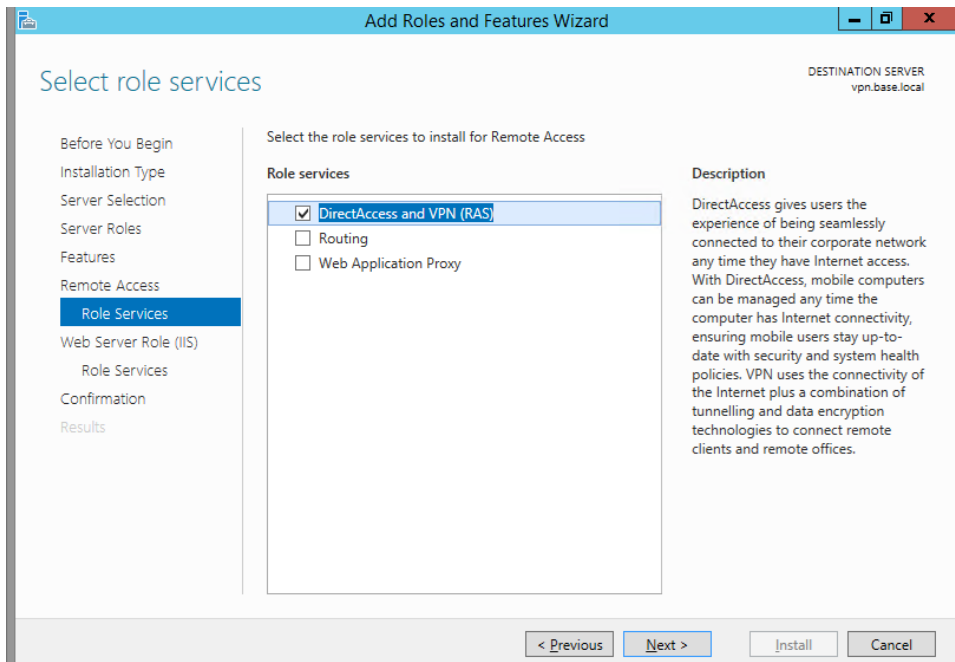 Add Roles and Features Wizard
Select role services
DESTINATION SERVER
vpn.base.local
Before You Begin
Installation Type
Server Selection
Server Roles
Features
Remote Access
Role Services
Web Server Role (IIS)
Role Services
Confirmation
Results
Select the role services to install for Remote Access
Role services
DirectAccess and VPN (RAS)
Routing
Web Application Proxy
Description
DirectAccess gives users the
experience of being seamlessly
connected to their corporate network
any time they have Internet access.
With DirectAccess, mobile computers
can be managed any time the
computer has Internet connectivity,
ensuring mobile users stay up-to-
date with security and system health
policies. VPN uses the connectivity of
the Internet plus a combination of
tunnelling and data encryption
technologies to connect remote
clients and remote offices.
< Previous
Next >
Install
Cancel